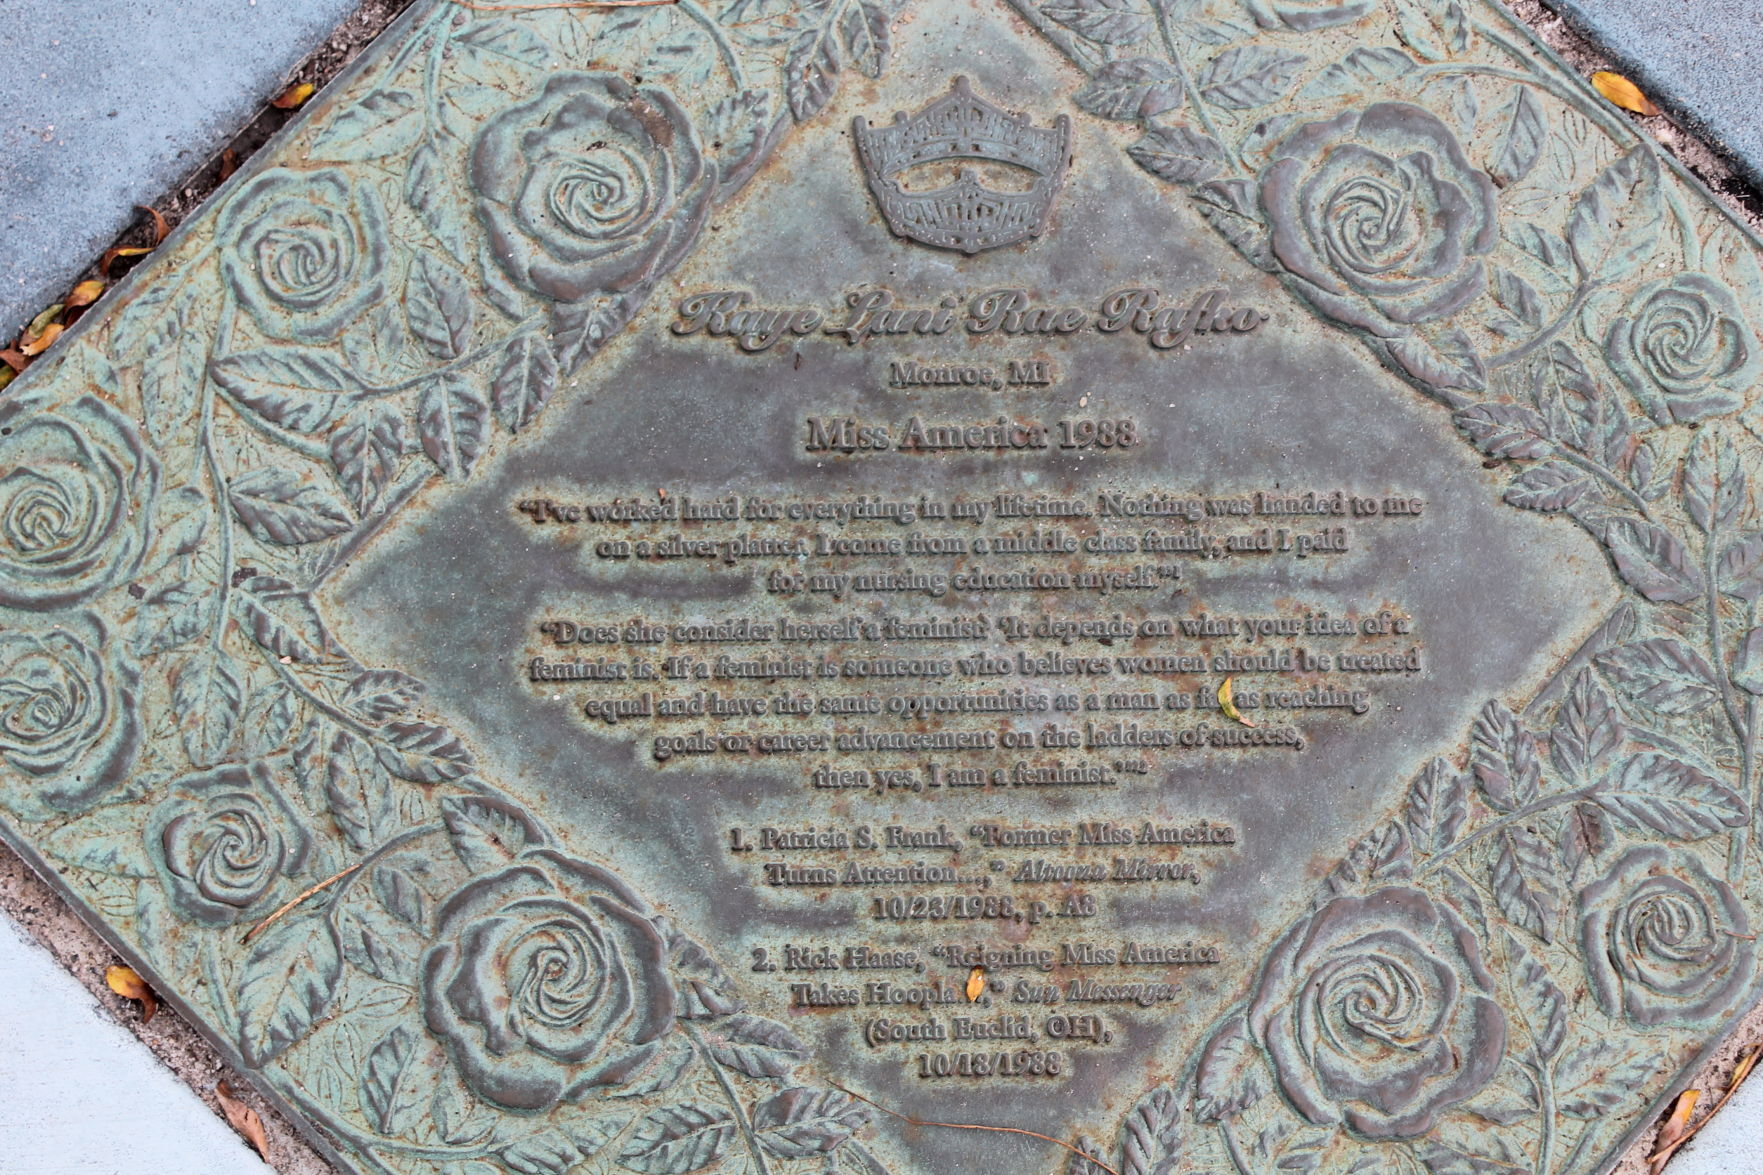 Kaye Lani Rae Rafko
Monroe, MI
Miss America 1988
“I’ve worked hard for everything in my lifetime. Nothing was handed to me
on a silver platter. I come from a middle class family, and I paid
for my nursing education myself.”¹
“Does she consider herself a feminist? ‘It depends on what your idea of a
feminist is. If a feminist is someone who believes women should be treated
equal and have the same opportunities as a man as far as reaching
goals or career advancement on the ladders of success,
then yes, I am a feminist.’”²
1. Patricia S. Frank, “Former Miss America
Turns Attention...,” Altoona Mirror,
10/23/1988, p. A8
2. Rick Haase, “Reigning Miss America
Takes Hoopla...,” Sun Messenger
(South Euclid, OH),
10/13/1988